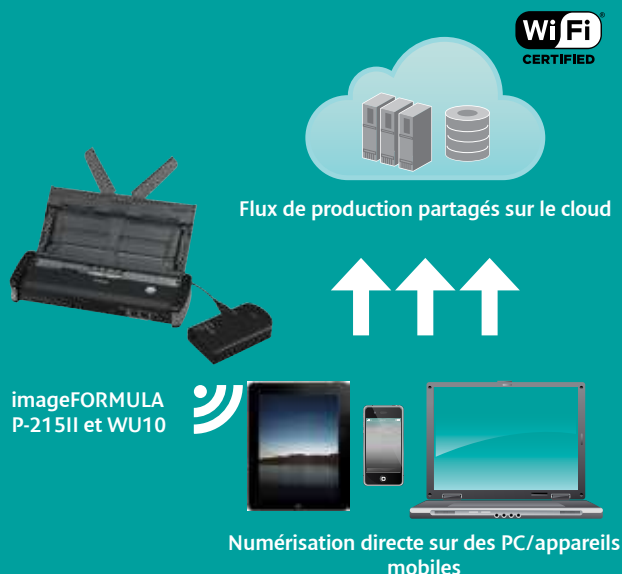 Wi Fi
CERTIFIED
Flux de production partagés sur le cloud
imageFORMULA
P-215II et WU10
Numérisation directe sur des PC/appareils
mobiles